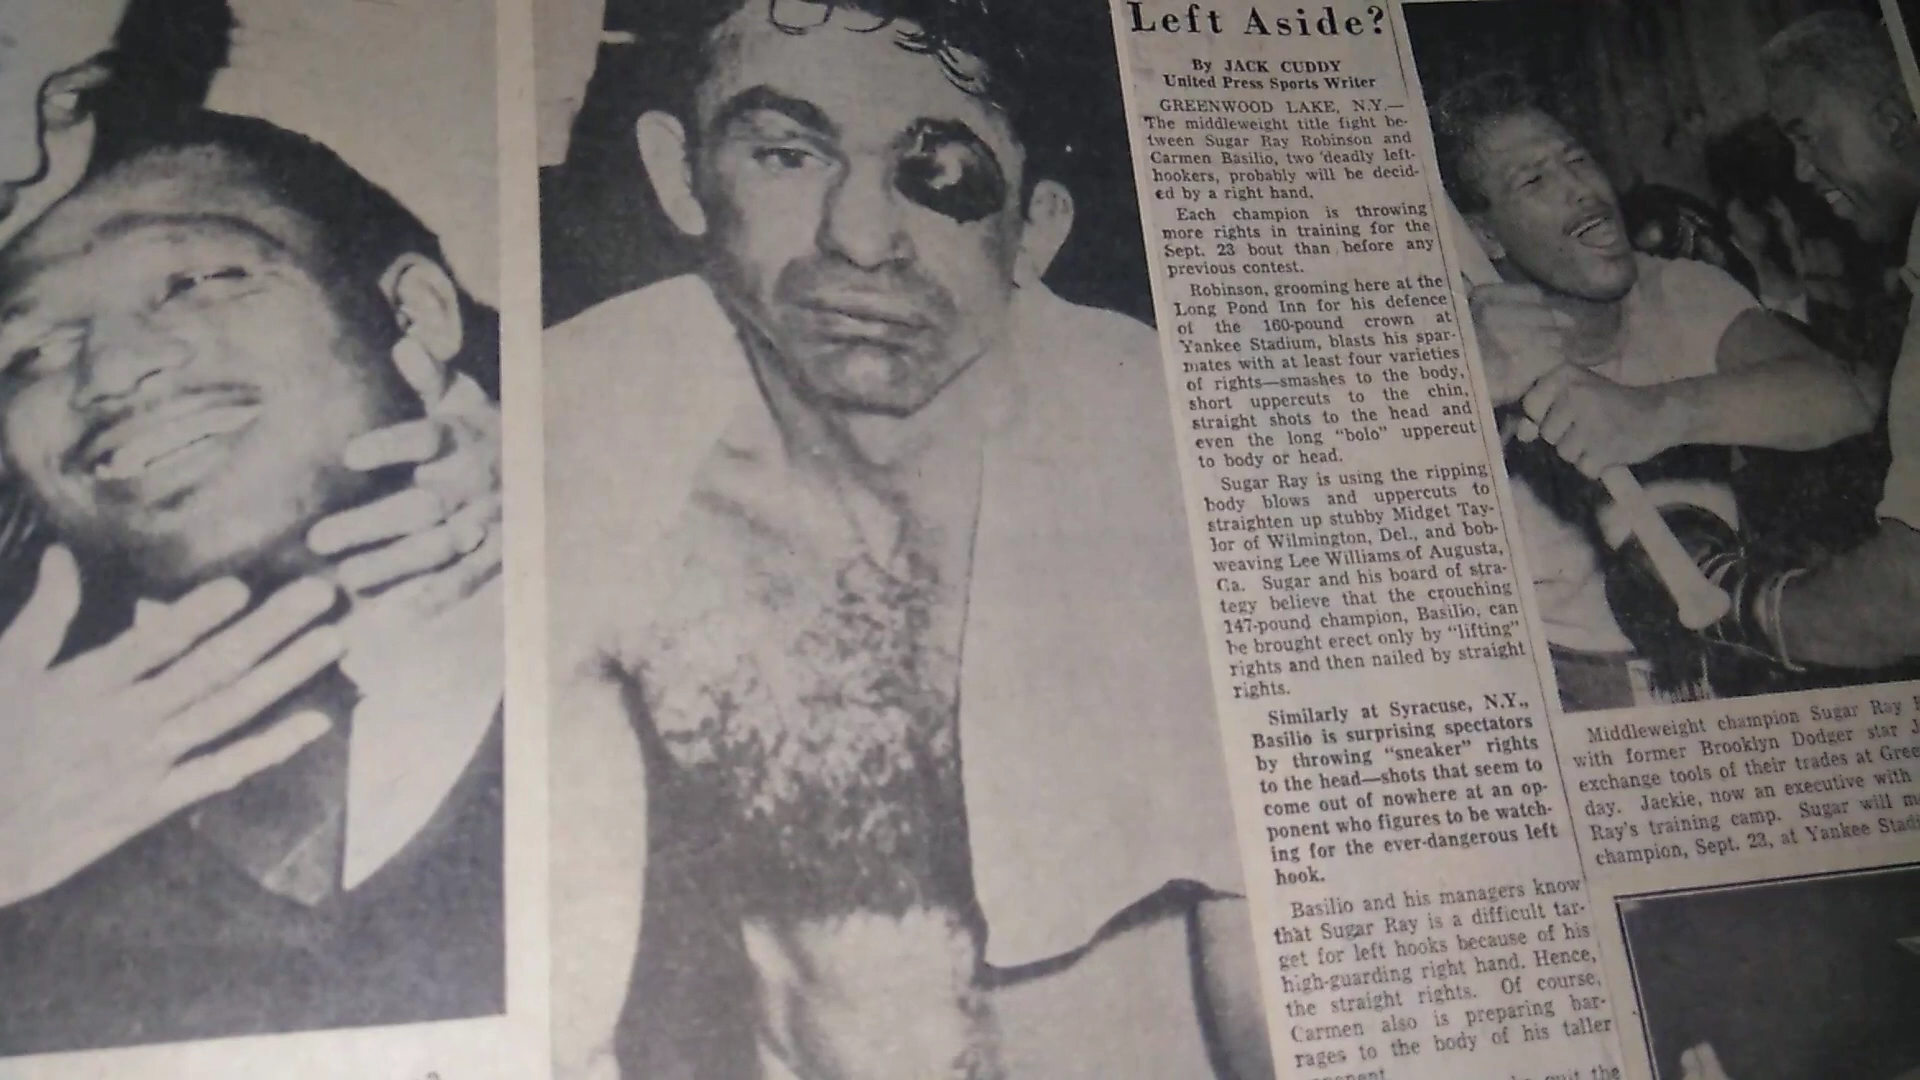 Left Aside?
By JACK CUDDY
United Press Sports Writer
GREENWOOD LAKE, N.Y.—
The middleweight title fight be-
tween Sugar Ray Robinson and
Carmen Basilio, two deadly left-
hookers, probably will be decid-
ed by a right hand.
Each champion is throwing
more rights in training for the
Sept. 23 bout than before any
previous contest.
Robinson, grooming here at the
Long Pond Inn for his defence
of the 160-pound crown at
Yankee Stadium, blasts his spar-
mates with at least four varieties
of rights—smashes to the body,
short uppercuts to the chin,
straight shots to the head and
even the long "bolo" uppercut
to body or head.
Sugar Ray is using the ripping
body blows and uppercuts to
straighten up stubby Midget Tay-
lor of Wilmington, Del., and bob-
weaving Lee Williams of Augusta,
Ca. Sugar and his board of stra-
tegy believe that the crouching
147-pound champion, Basilio, can
be brought erect only by "lifting"
rights and then nailed by straight
rights.
Similarly at Syracuse, N.Y.,
Basilio is surprising spectators
by throwing "sneaker" rights
to the head—shots that seem to
come out of nowhere at an op-
ponent who figures to be watch-
ing for the ever-dangerous left
hook.
Basilio and his managers know
that Sugar Ray is a difficult tar-
get for left hooks because of his
high-guarding right hand. Hence,
the straight rights. Of course,
Carmen also is preparing bar-
rages to the body of his taller
quit the
Middleweight champion Sugar Ray
with former Brooklyn Dodger star
exchange tools of their trades at
day. Jackie, now an executive with
Ray's training camp. Sugar will
champion, Sept. 23, at Yankee